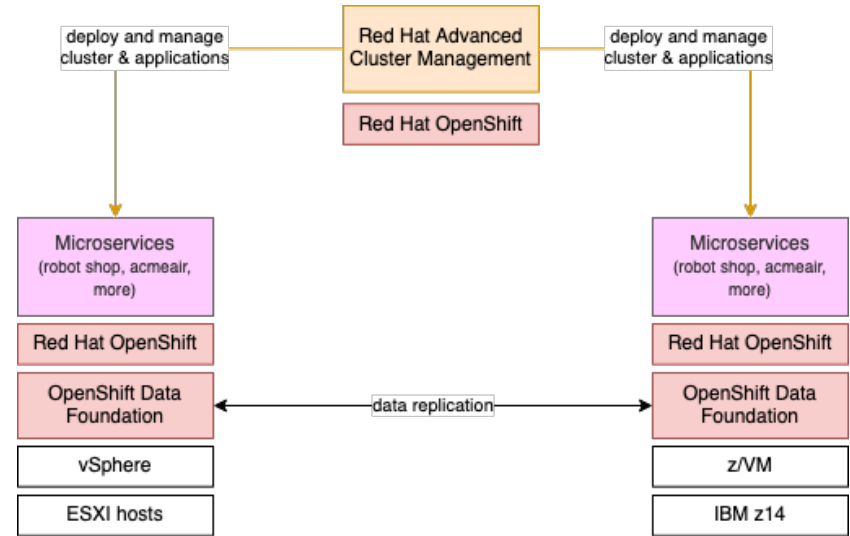 deploy and manage
cluster & applications
Red Hat Advanced
Cluster Management
deploy and manage
cluster & applications
Red Hat OpenShift
Microservices
(robot shop, acmeair,
more)
Microservices
(robot shop, acmeair,
more)
Red Hat OpenShift
Red Hat OpenShift
OpenShift Data
Foundation
data replication
OpenShift Data
Foundation
vSphere
z/VM
ESXI hosts
IBM z14